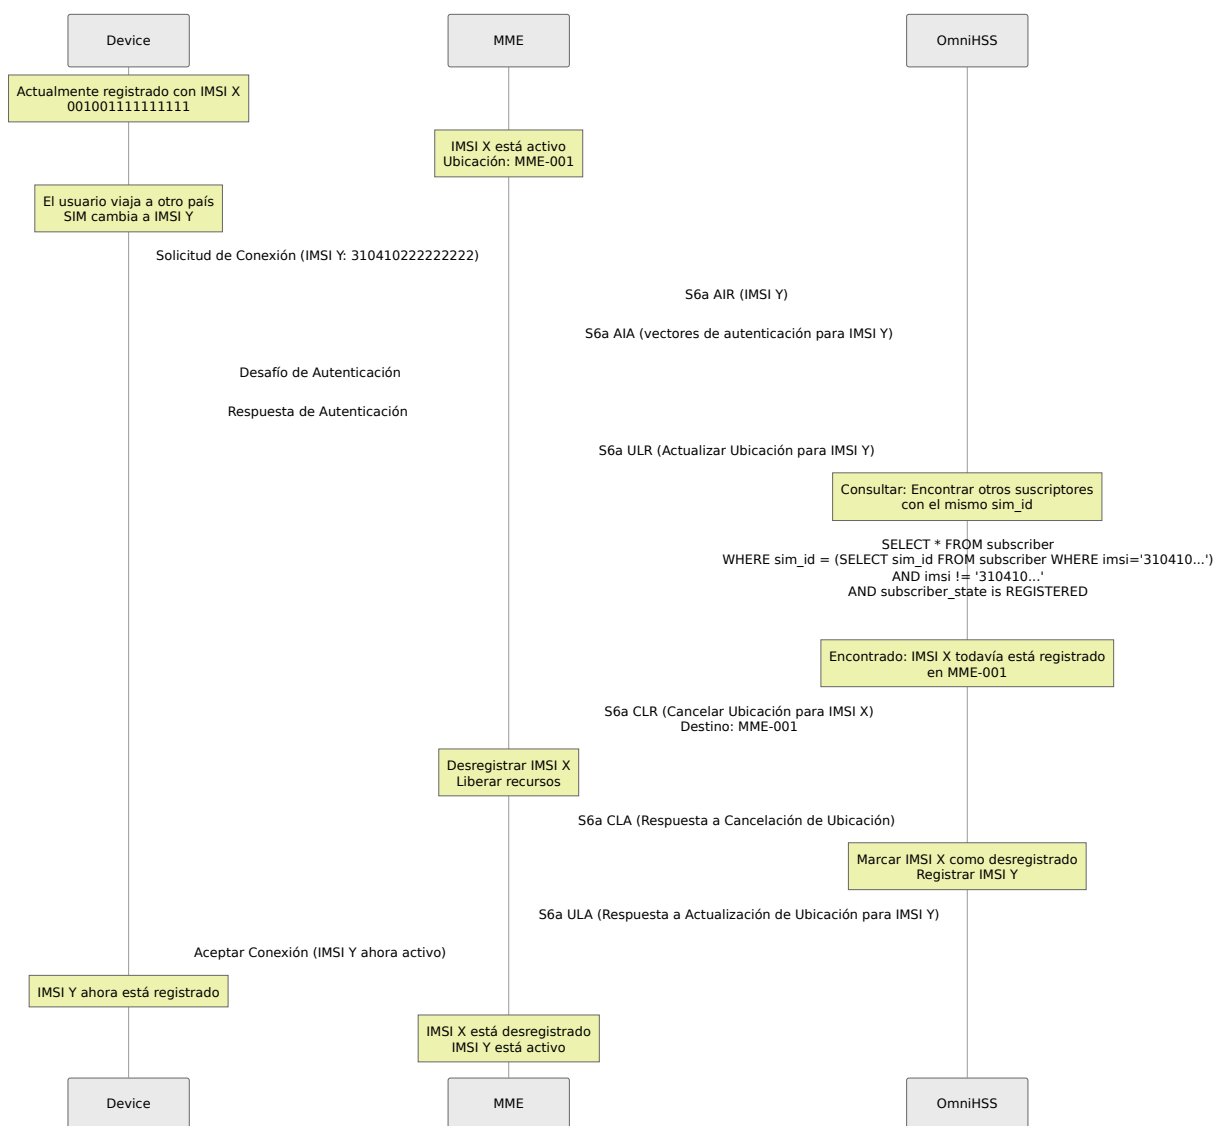 Device
MME
OmniHSS
Actualmente registrado con IMSI X
001001111111111
IMSI X está activo
Ubicación: MME-001
El usuario viaja a otro país
SIM cambia a IMSI Y
Solicitud de Conexión (IMSI Y: 310410222222222)
S6a AIR (IMSI Y)
S6a AIA (vectores de autenticación para IMSI Y)
Desafío de Autenticación
Respuesta de Autenticación
S6a ULR (Actualizar Ubicación para IMSI Y)
Consultar: Encontrar otros suscriptores
con el mismo sim_id
SELECT * FROM subscriber
WHERE sim_id = (SELECT sim_id FROM subscriber WHERE imsi='310410...')
AND imsi != '310410...'
AND subscriber_state is REGISTERED
Encontrado: IMSI X todavía está registrado
en MME-001
S6a CLR (Cancelar Ubicación para IMSI X)
Destino: MME-001
Desregistrar IMSI X
Liberar recursos
S6a CLA (Respuesta a Cancelación de Ubicación)
Marcar IMSI X como desregistrado
Registrar IMSI Y
S6a ULA (Respuesta a Actualización de Ubicación para IMSI Y)
Aceptar Conexión (IMSI Y ahora activo)
IMSI Y ahora está registrado
IMSI X está desregistrado
IMSI Y está activo
Device
MME
OmniHSS